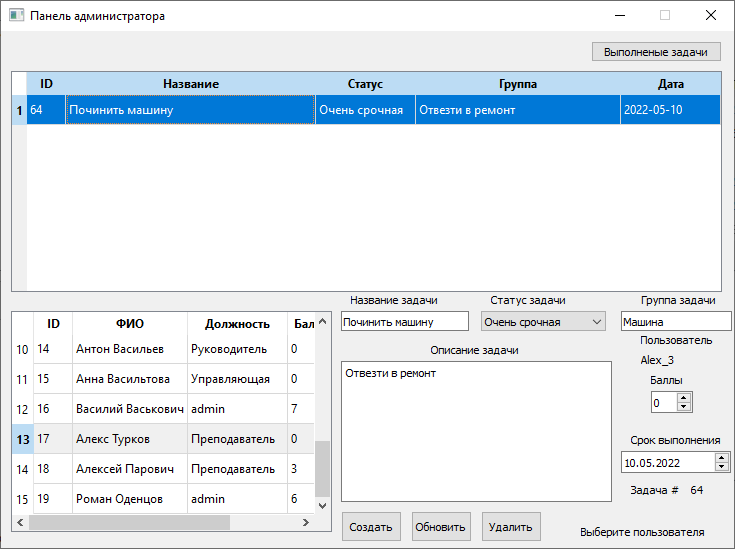 Панель администратора
Выполненые задачи
ID Название Статус Группа Дата
1 64 Починить машину Очень срочная Отвезти в ремонт 2022-05-10
Название задачи Статус задачи Группа задачи
Починить машину Очень срочная Машина
ID ФИО Должность Бал
10 14 Антон Васильев Руководитель 0
11 15 Анна Васильтова Управляющая 0
12 16 Василий Васькович admin 7
13 17 Алекс Турков Преподаватель 0
14 18 Алексей Парович Преподаватель 3
15 19 Роман Оденцов admin 6
Описание задачи
Отвезти в ремонт
Пользователь
Alex_3
Баллы
0
Срок выполнения
10.05.2022
Задача # 64
Создать Обновить Удалить
Выберите пользователя